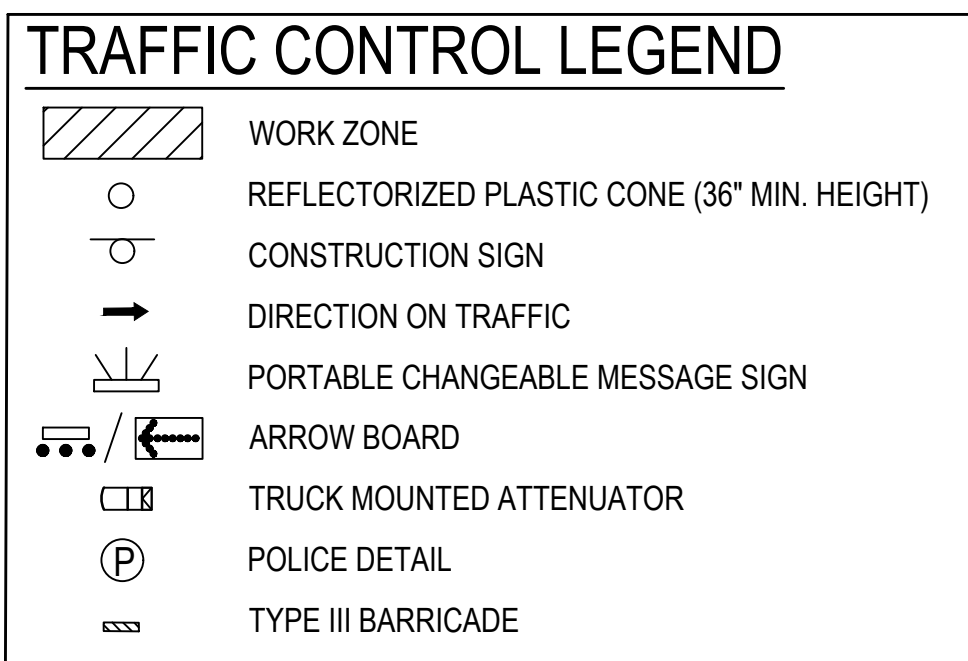 TRAFFIC CONTROL LEGEND
WORK ZONE
REFLECTORIZED PLASTIC CONE (36" MIN. HEIGHT)
CONSTRUCTION SIGN
DIRECTION ON TRAFFIC
PORTABLE CHANGEABLE MESSAGE SIGN
ARROW BOARD
TRUCK MOUNTED ATTENUATOR
P POLICE DETAIL
TYPE III BARRICADE